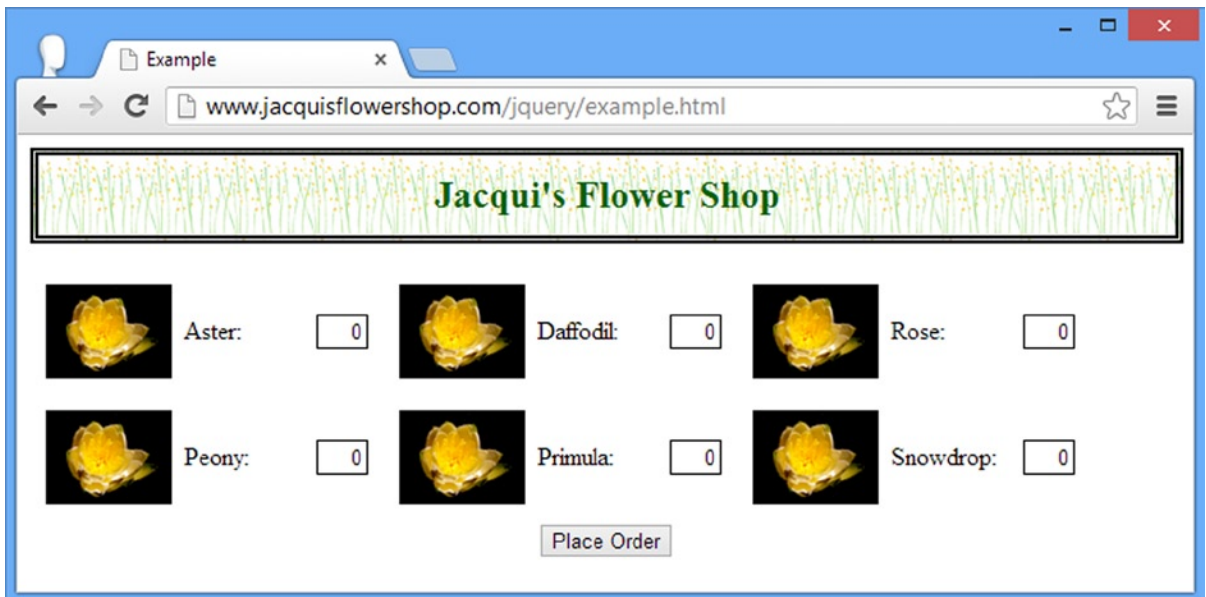 Example
www.jacquisflowershop.com/jquery/example.html
Jacqui's Flower Shop
Aster: 0 Daffodil: 0 Rose: 0
Peony: 0 Primula: 0 Snowdrop: 0
Place Order